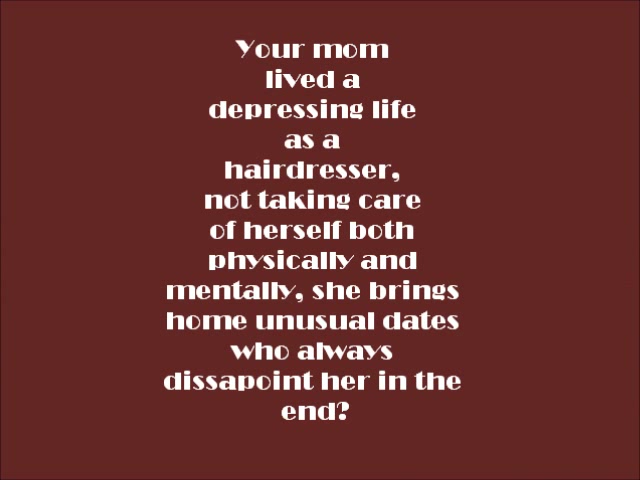 Your mom
lived a
depressing life
as a
hairdresser,
not taking care
of herself both
physically and
mentally, she brings
home unusual dates
who always
dissapoint her in the
end?